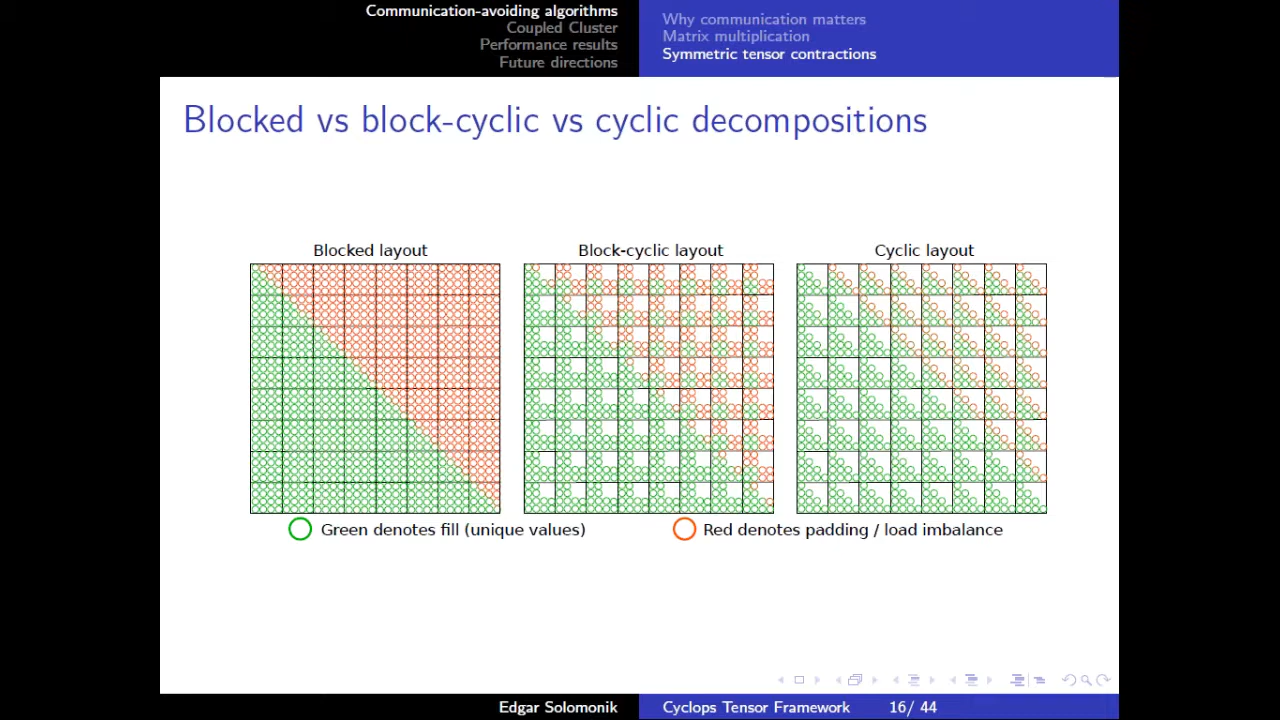 Communication-avoiding algorithms
Coupled Cluster
Performance results
Future directions
Why communication matters
Matrix multiplication
Symmetric tensor contractions
Blocked vs block-cyclic vs cyclic decompositions
Blocked layout
Block-cyclic layout
Cyclic layout
Green denotes fill (unique values)
Red denotes padding / load imbalance
Edgar Solomonik
Cyclops Tensor Framework
16/ 44